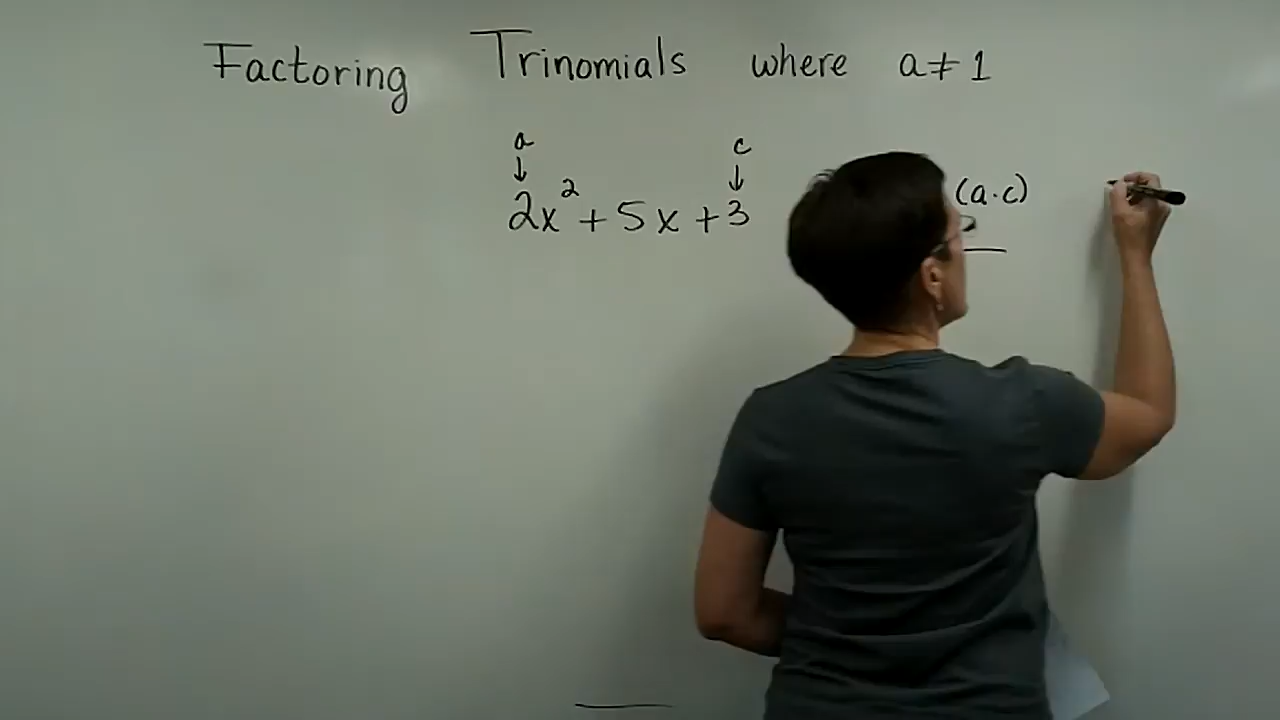 Factoring Trinomials where a≠1
a c
↓ ↓
2x² + 5x + 3
(a·c)